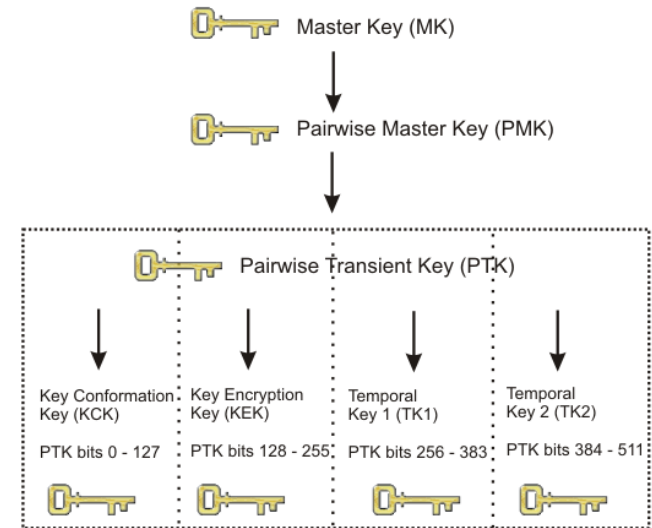 Master Key (MK)
Pairwise Master Key (PMK)
Pairwise Transient Key (PTK)
Key Conformation
Key (KCK)
PTK bits 0 - 127
Key Encryption
Key (KEK)
PTK bits 128 - 255
Temporal
Key 1 (TK1)
PTK bits 256 - 383
Temporal
Key 2 (TK2)
PTK bits 384 - 511